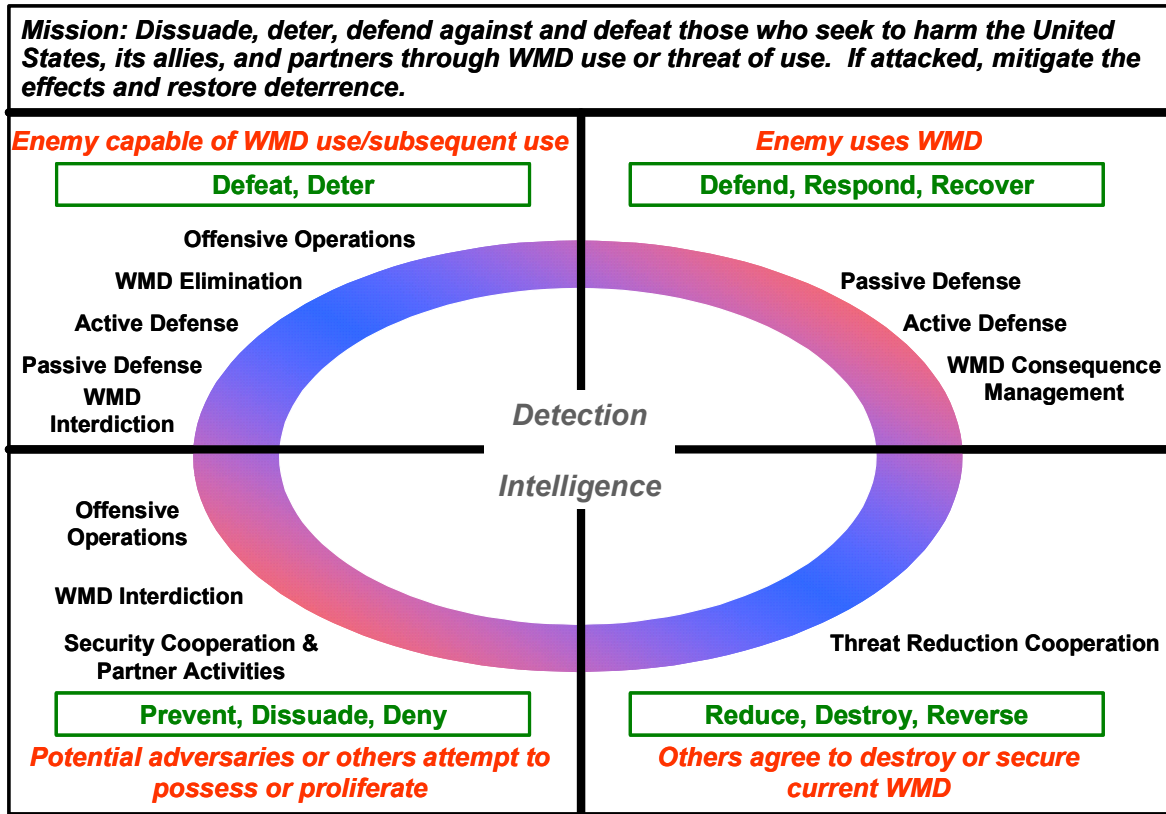 Mission: Dissuade, deter, defend against and defeat those who seek to harm the United
States, its allies, and partners through WMD use or threat of use.  If attacked, mitigate the
effects and restore deterrence.
Enemy capable of WMD use/subsequent use
Defeat, Deter
Offensive Operations
WMD Elimination
Active Defense
Passive Defense
WMD
Interdiction
Enemy uses WMD
Defend, Respond, Recover
Passive Defense
Active Defense
WMD Consequence
Management
Detection
Intelligence
Offensive
Operations
WMD Interdiction
Security Cooperation &
Partner Activities
Prevent, Dissuade, Deny
Potential adversaries or others attempt to
possess or proliferate
Threat Reduction Cooperation
Reduce, Destroy, Reverse
Others agree to destroy or secure
current WMD